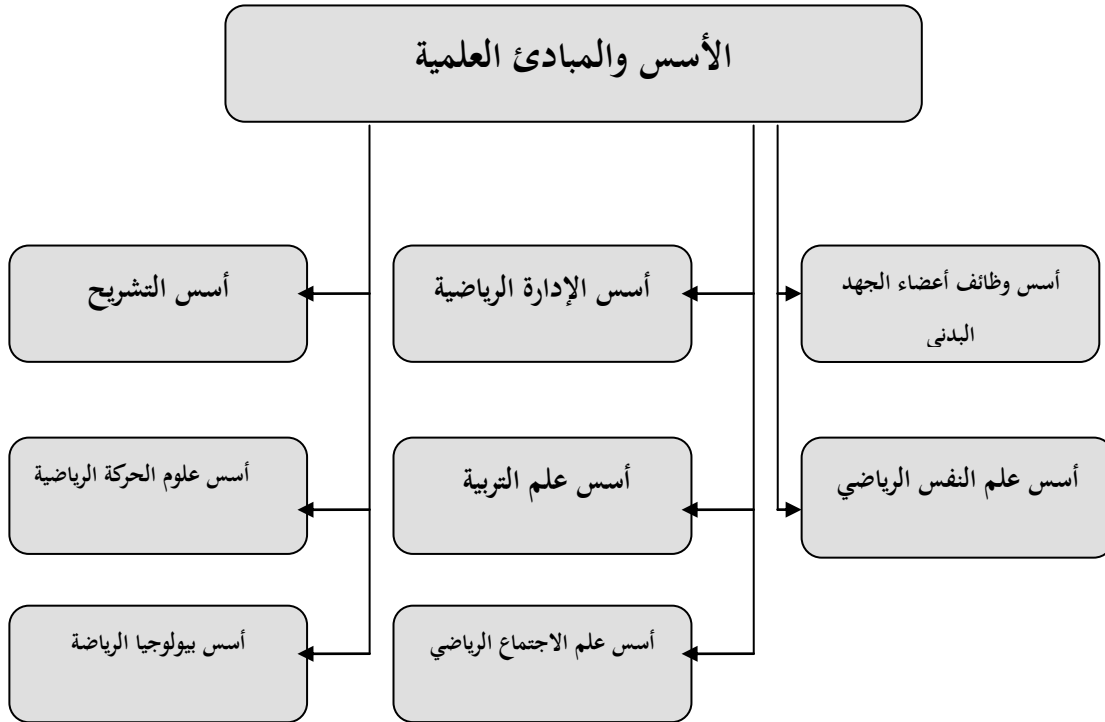 الأسس والمبادئ العلمية
أسس وظائف أعضاء الجهد
البدني
أسس الإدارة الرياضية
أسس التشريح
أسس علم النفس الرياضي
أسس علم التربية
أسس علوم الحركة الرياضية
أسس علم الاجتماع الرياضي
أسس بيولوجيا الرياضة